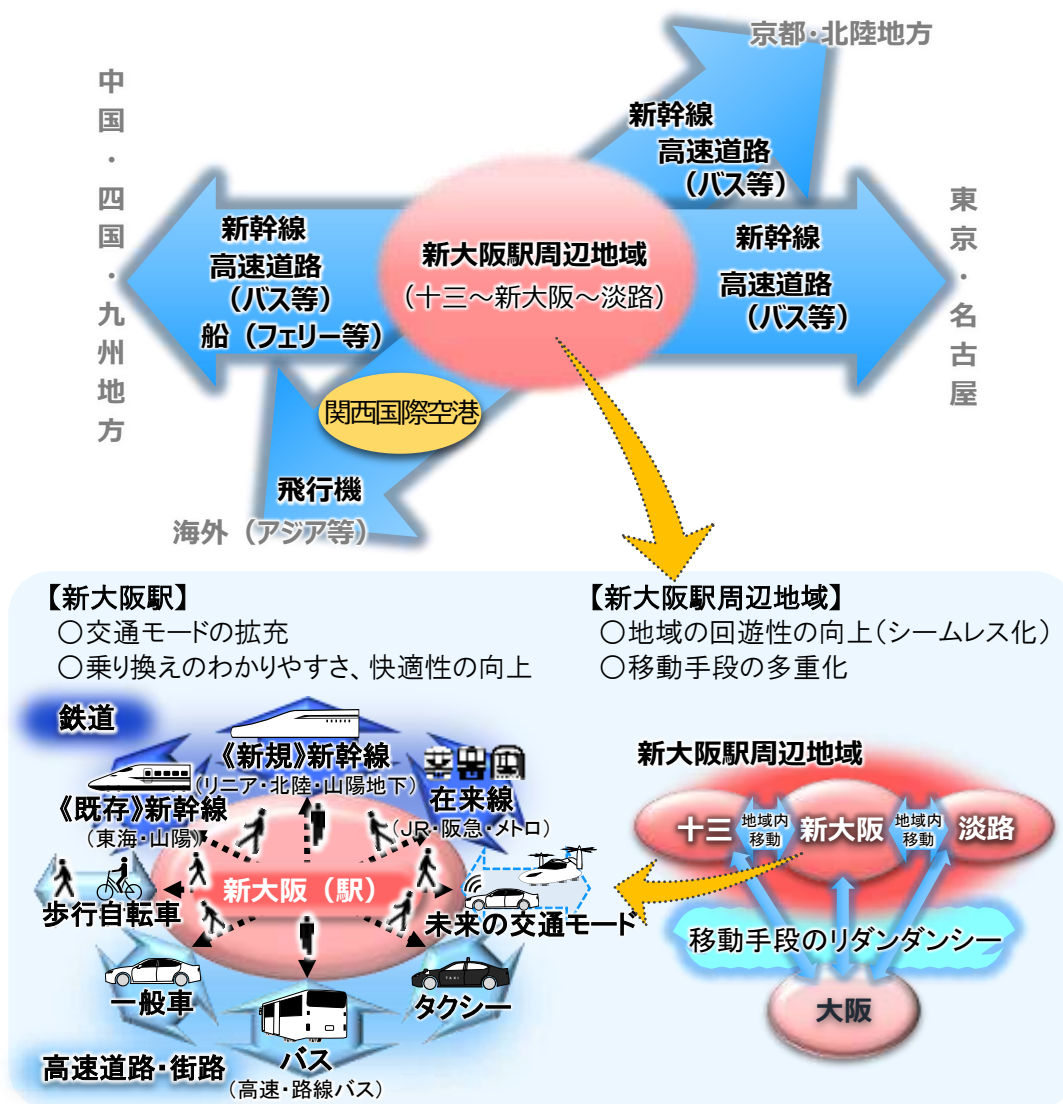 京都・北陸地方
中国・四国・九州地方
新幹線
高速道路
（バス等）
東京・名古屋
新幹線
高速道路
（バス等）
船（フェリー等）
新大阪駅周辺地域
（十三～新大阪～淡路）
新幹線
高速道路
（バス等）
関西国際空港
飛行機
海外（アジア等）
【新大阪駅】
○交通モードの拡充
○乗り換えのわかりやすさ、快適性の向上
【新大阪駅周辺地域】
○地域の回遊性の向上（シームレス化）
○移動手段の多重化
鉄道
《新規》新幹線
（リニア・北陸・山陽地下）
《既存》新幹線
（東海・山陽）
在来線
（JR・阪急・メトロ）
新大阪（駅）
歩行自転車
未来の交通モード
一般車
TAXI
タクシー
バス
（高速・路線バス）
高速道路・街路
新大阪駅周辺地域
十三
地域内
移動
新大阪
地域内
移動
淡路
移動手段のリダンダンシー
大阪